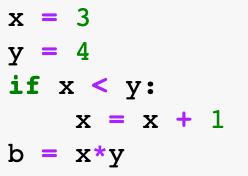 x = 3
y = 4
if x < y:
    x = x + 1
b = x*y